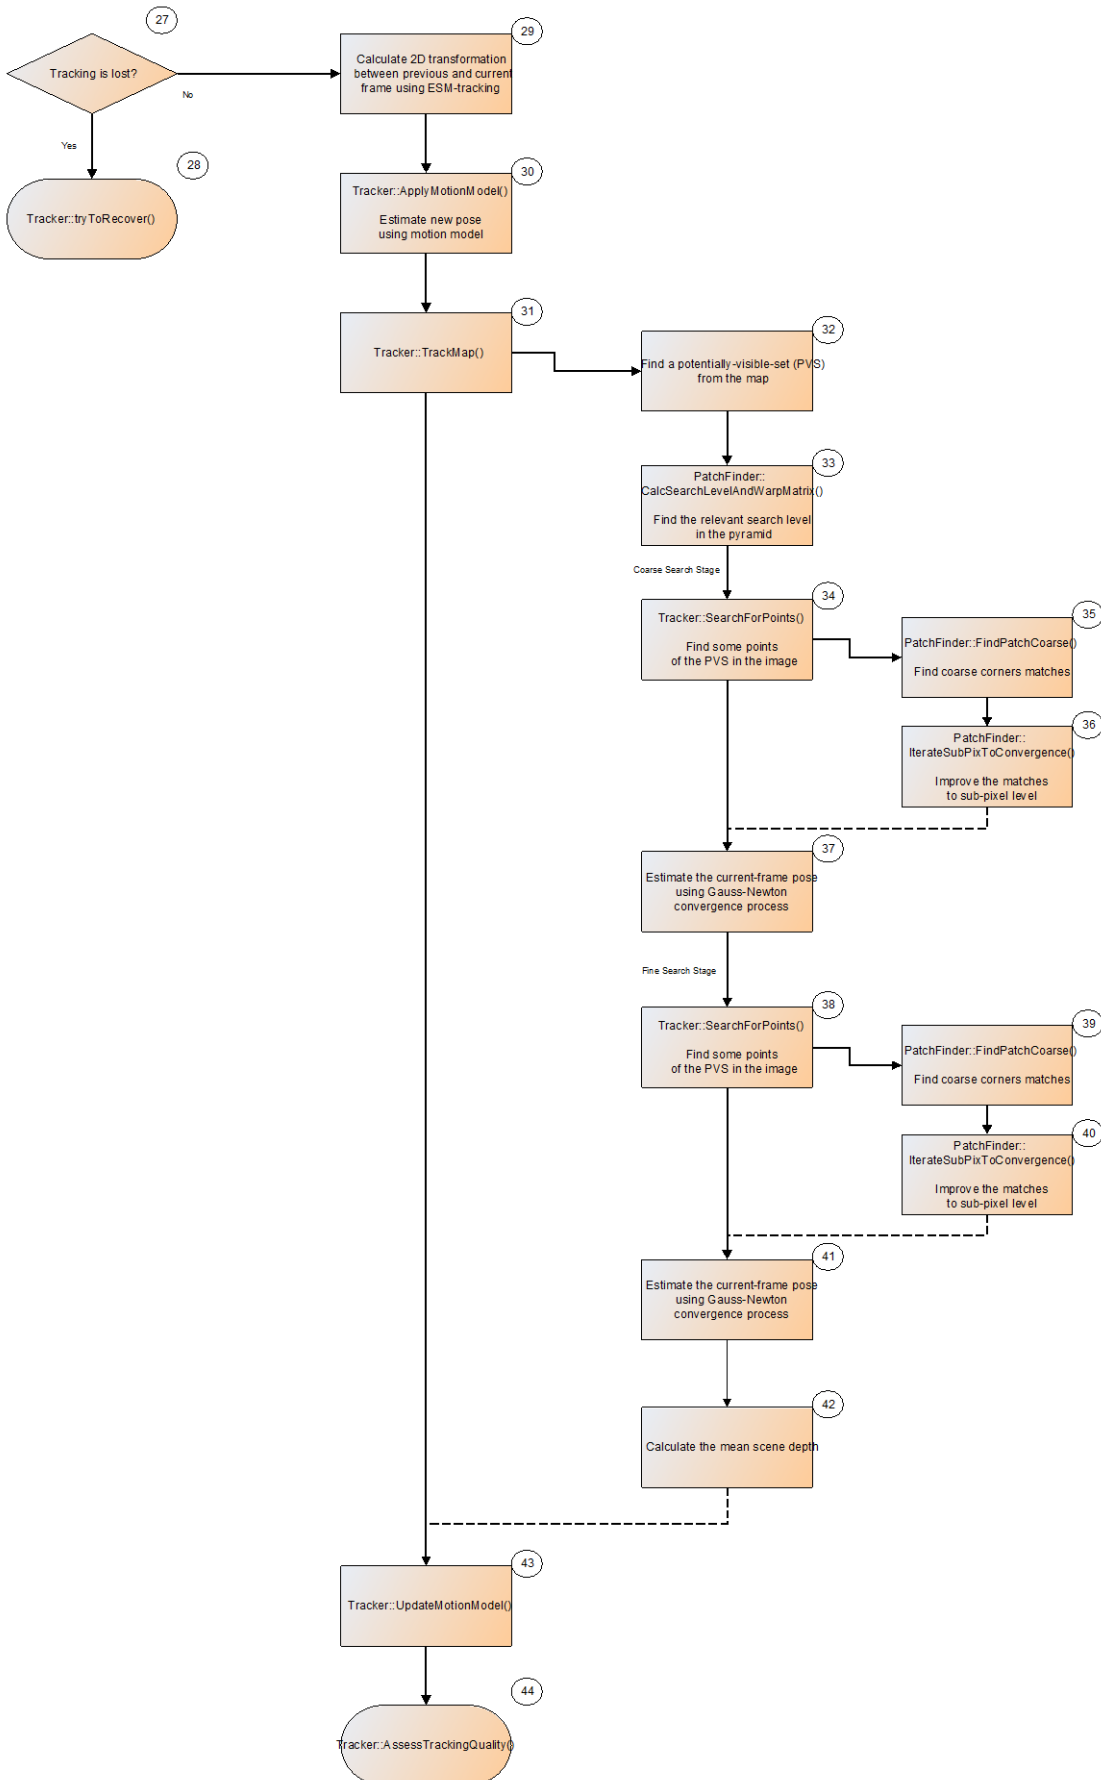 27
Tracking is lost?
No
Yes
28
Tracker::tryToRecover()
29
Calculate 2D transformation
between previous and current
frame using ESM-tracking
30
Tracker::ApplyMotionModel()
Estimate new pose
using motion model
31
Tracker::TrackMap()
32
Find a potentially-visible-set (PVS)
from the map
33
PatchFinder::
CalcSearchLevelAndWarpMatrix()
Find the relevant search level
in the pyramid
Coarse Search Stage
34
Tracker::SearchForPoints()
Find some points
of the PVS in the image
35
PatchFinder::FindPatchCoarse()
Find coarse corners matches
36
PatchFinder::
IterateSubPixToConvergence()
Improve the matches
to sub-pixel level
37
Estimate the current-frame pose
using Gauss-Newton
convergence process
Fine Search Stage
38
Tracker::SearchForPoints()
Find some points
of the PVS in the image
39
PatchFinder::FindPatchCoarse()
Find coarse corners matches
40
PatchFinder::
IterateSubPixToConvergence()
Improve the matches
to sub-pixel level
41
Estimate the current-frame pose
using Gauss-Newton
convergence process
42
Calculate the mean scene depth
43
Tracker::UpdateMotionModel()
44
Tracker::AssessTrackingQuality()